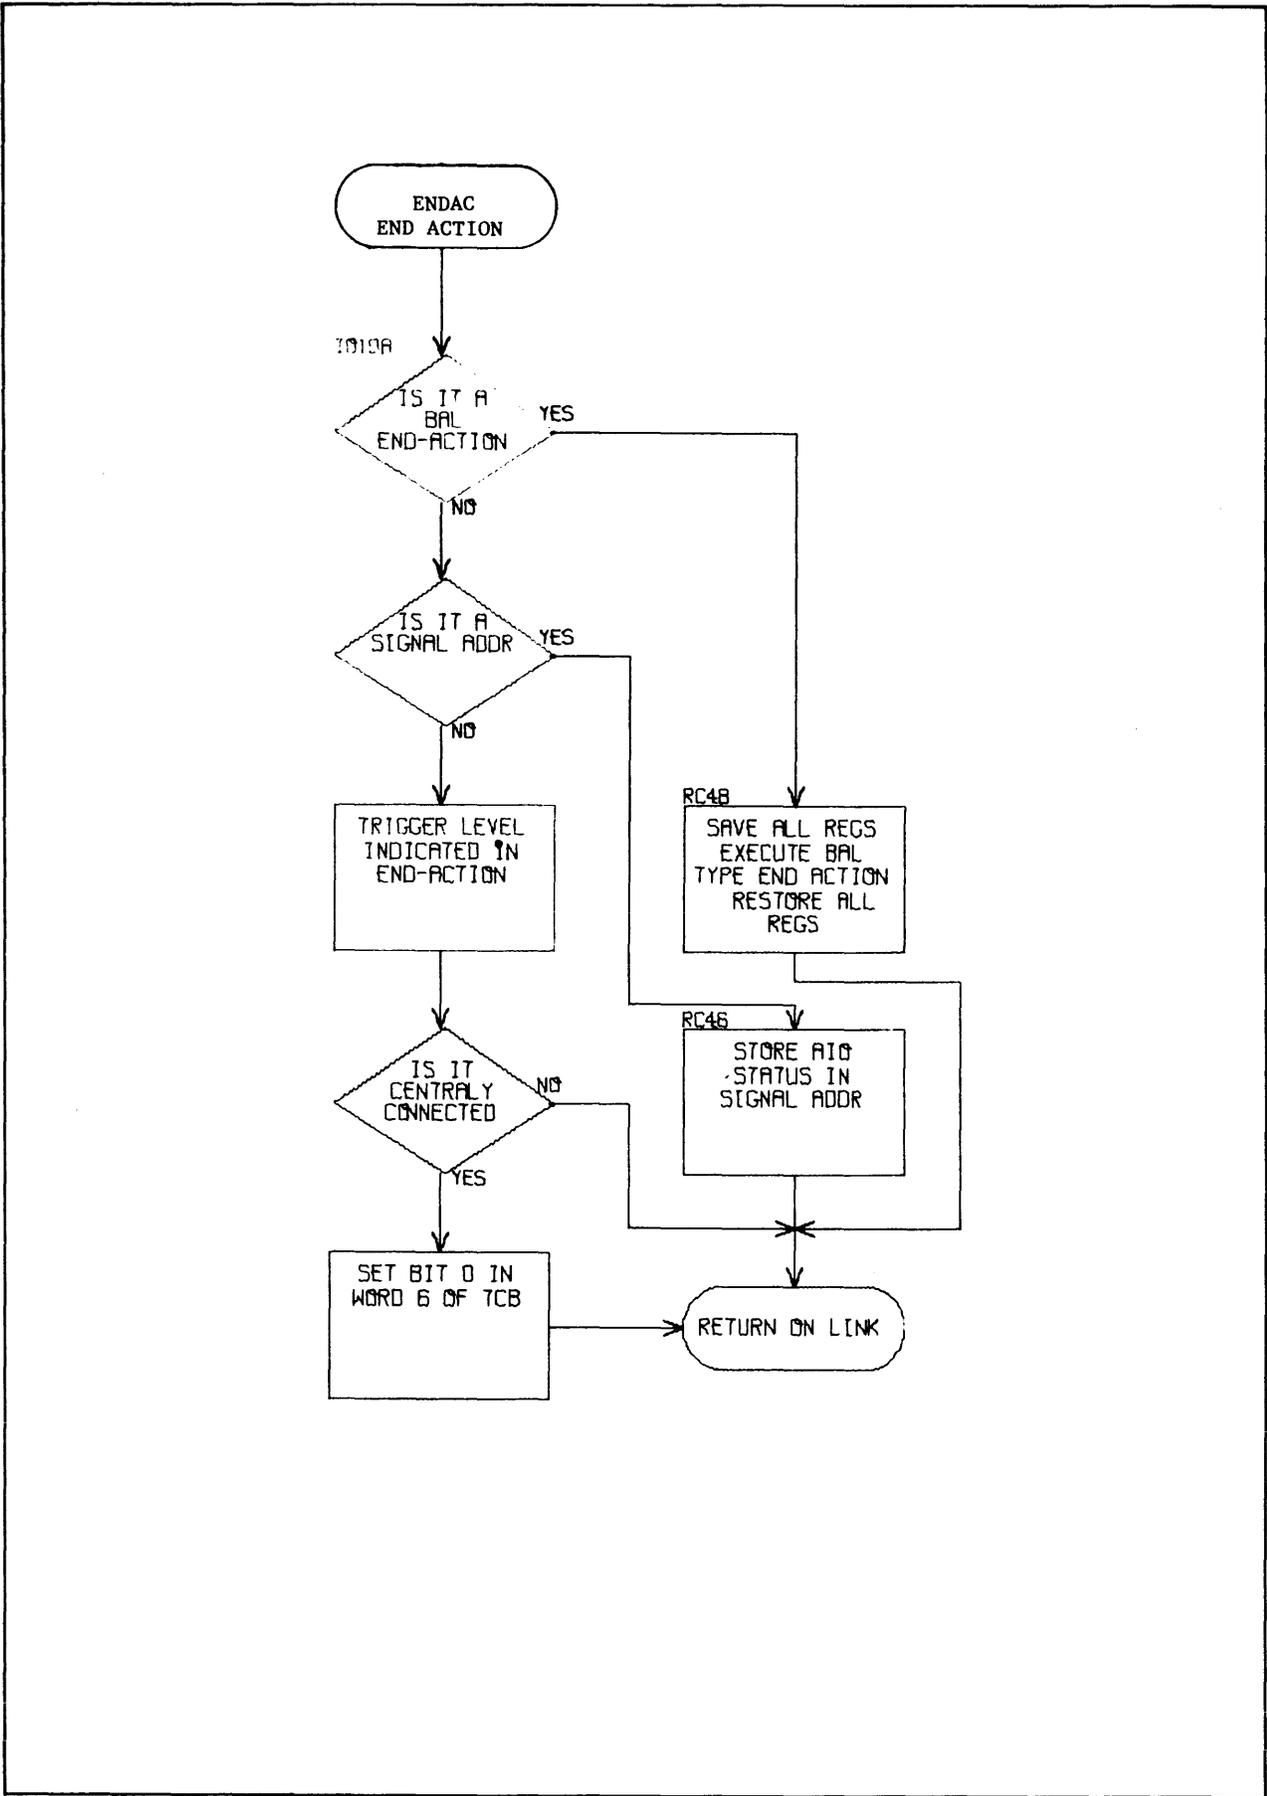 ENDAC
END ACTION
IS IT A
BAL
END-ACTION
YES
NO
IS IT A
SIGNAL ADDR
YES
NO
TRIGGER LEVEL
INDICATED IN
END-ACTION
RC48
SAVE ALL REGS
EXECUTE BAL
TYPE END ACTION
RESTORE ALL
REGS
IS IT
CENTRALY
CONNECTED
NO
YES
RC46
STORE AIO
STATUS IN
SIGNAL ADDR
SET BIT 0 IN
WORD 6 OF TCB
RETURN ON LINK